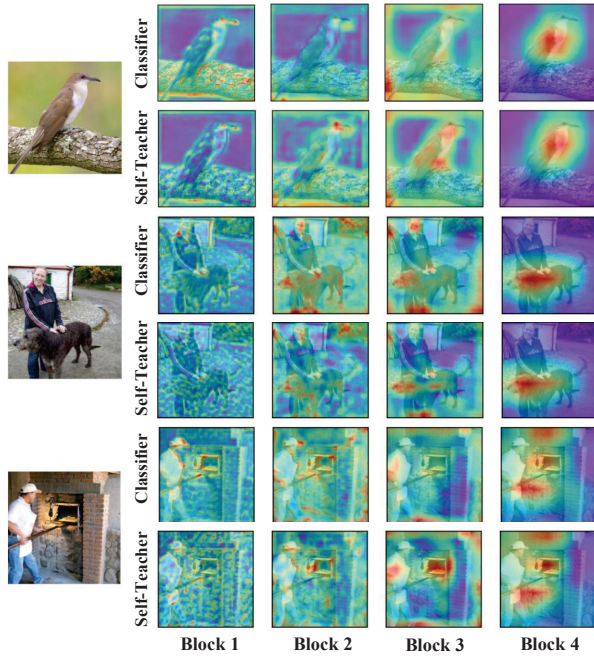 Classifier
Self-Teacher
Classifier
Self-Teacher
Classifier
Self-Teacher
Block 1 Block 2 Block 3 Block 4